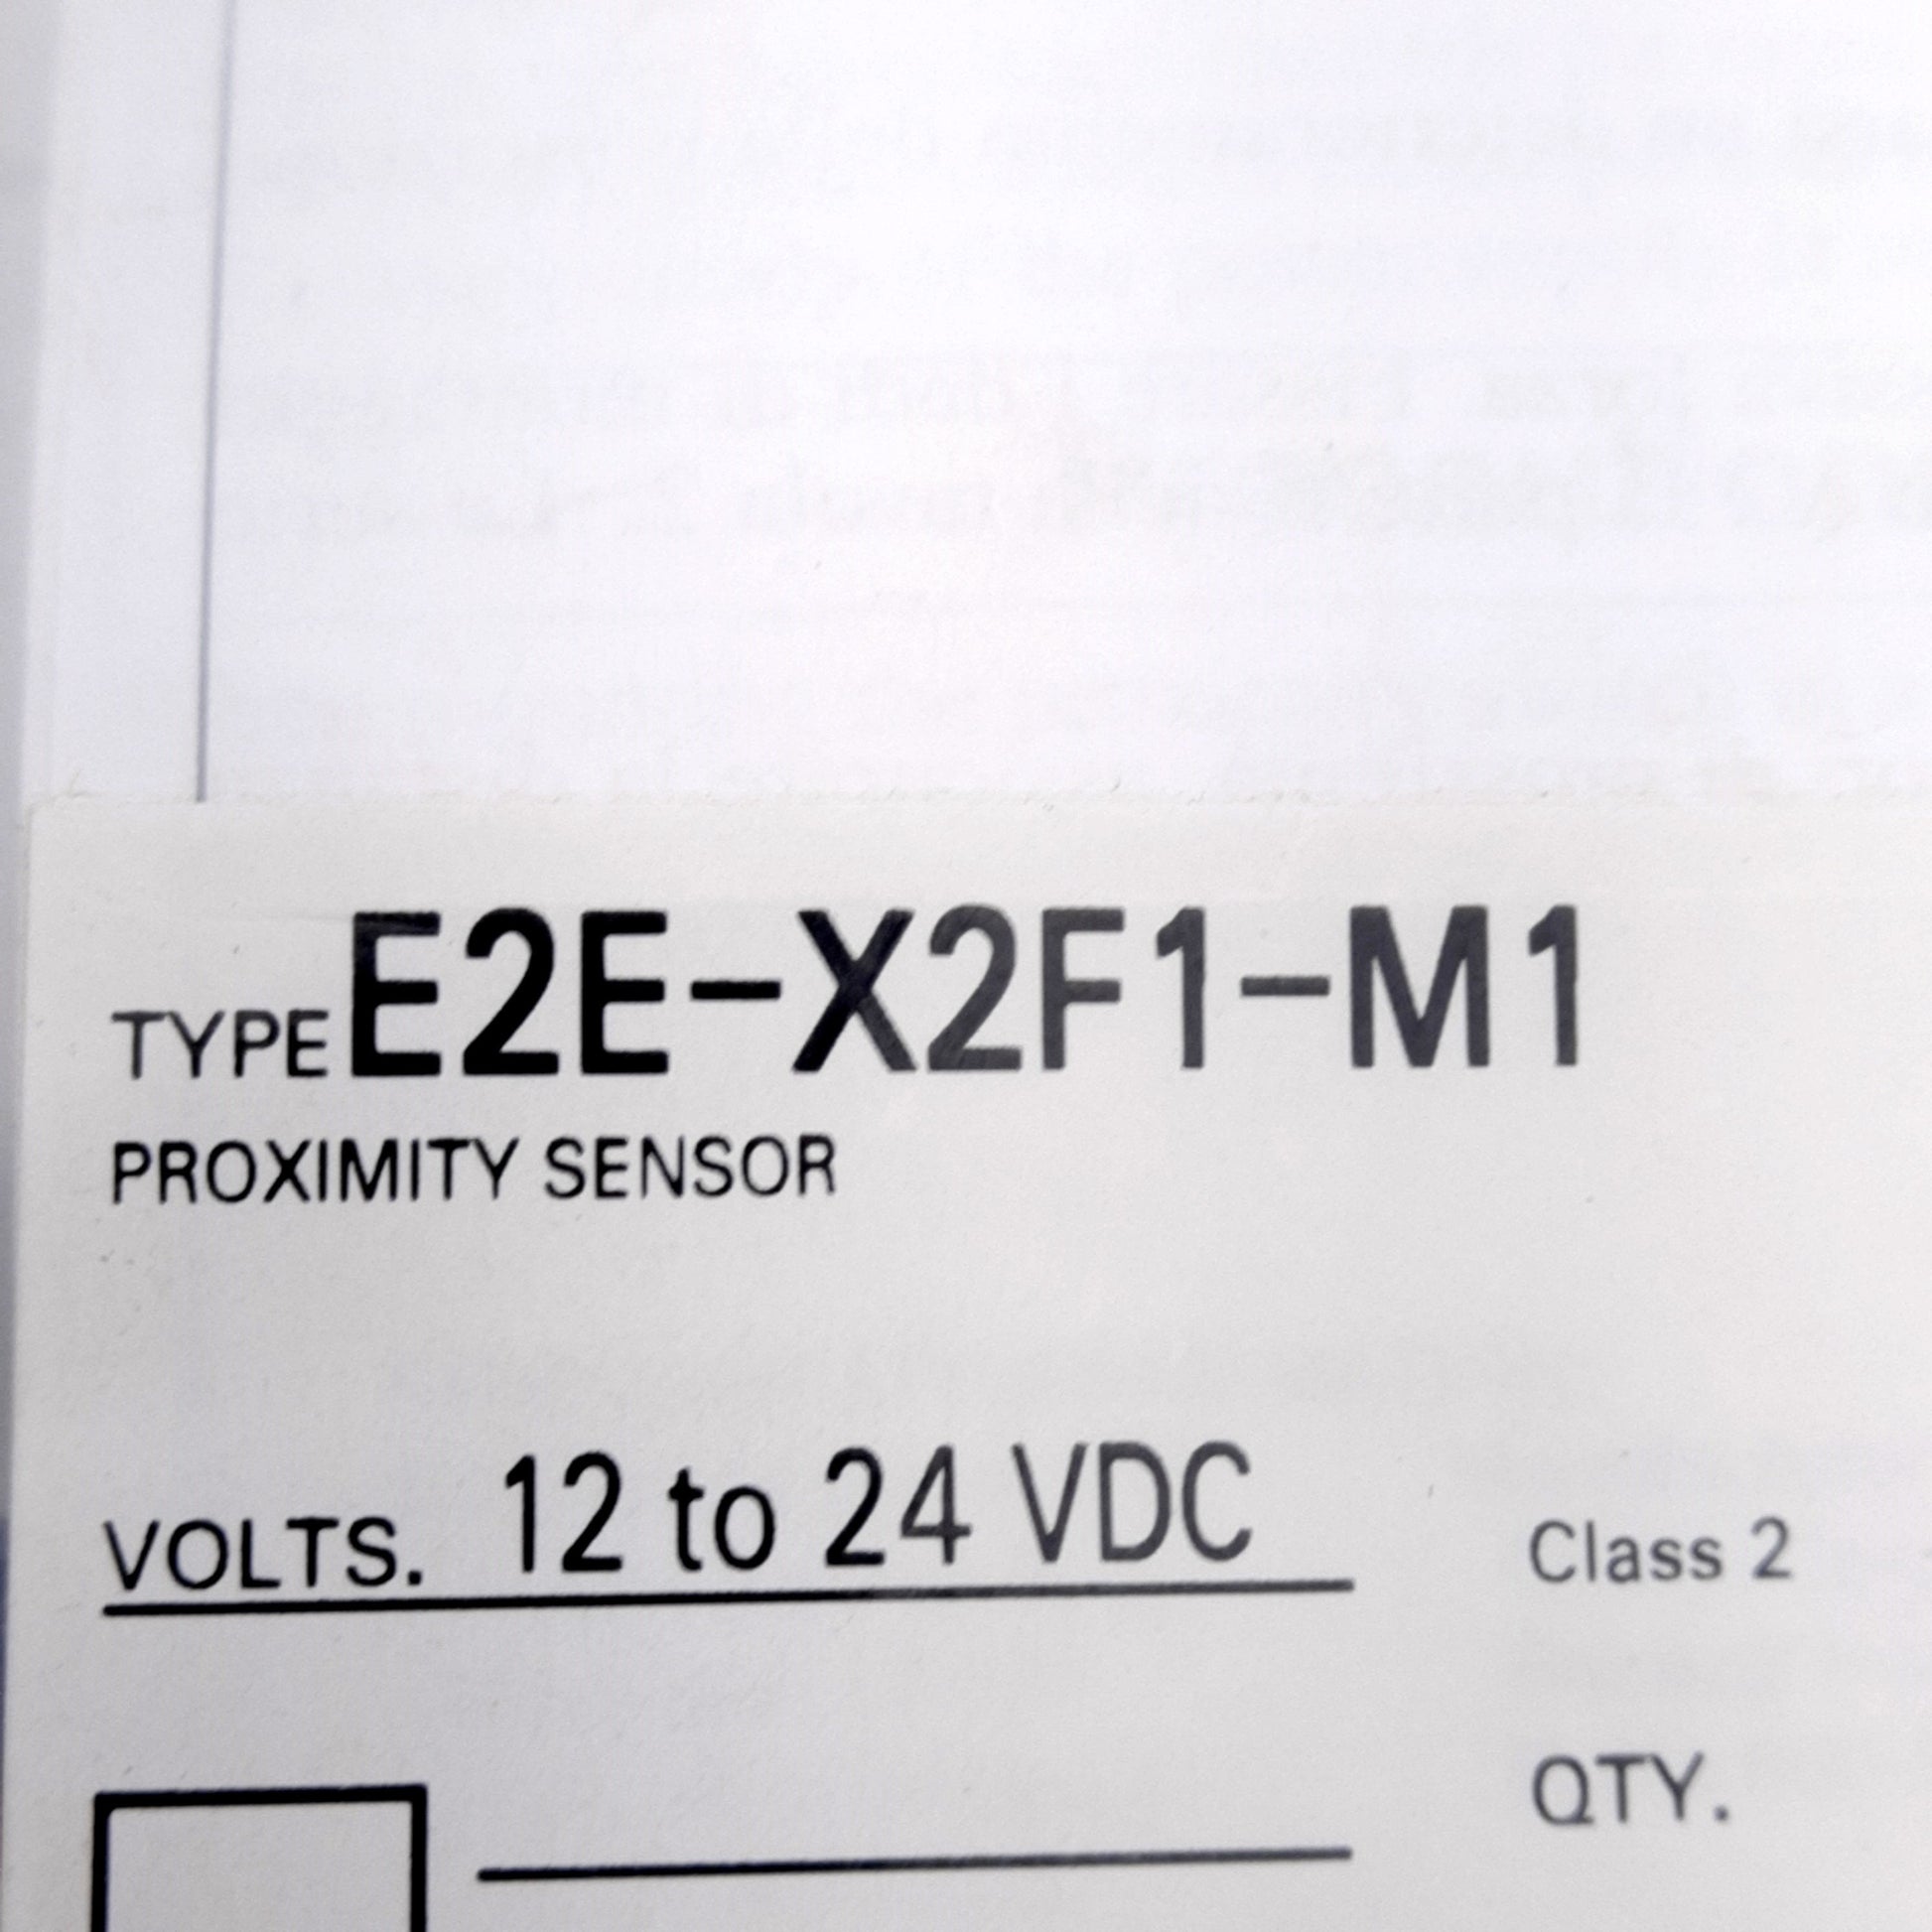 TYPE E2E-X2F1-M1
PROXIMITY SENSOR
VOLTS. 12 to 24 VDC
Class 2
QTY.